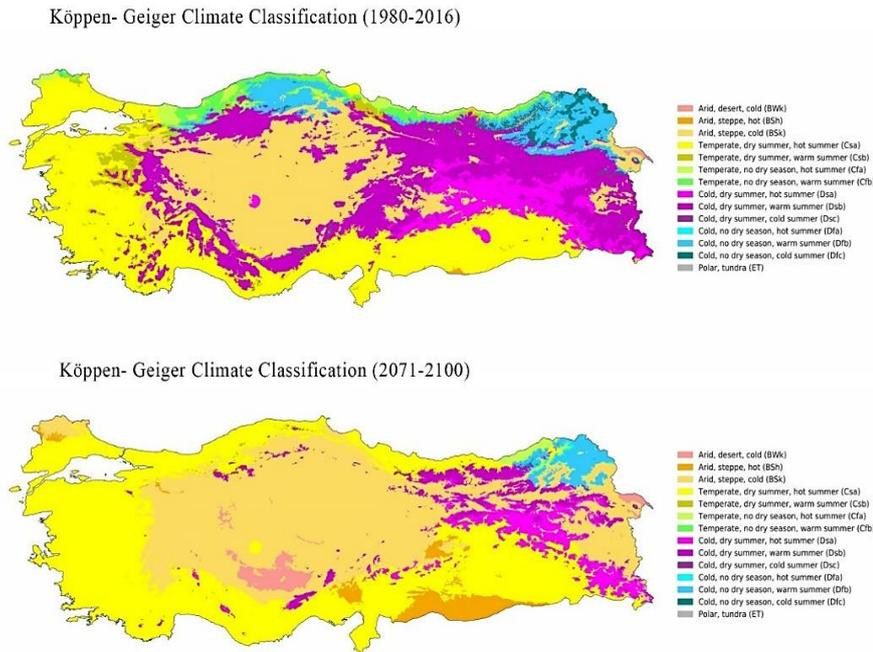 Köppen- Geiger Climate Classification (1980-2016)
Arid, desert, cold (BWk)
Arid, steppe, hot (BSh)
Arid, steppe, cold (BSk)
Temperate, dry summer, hot summer (Csa)
Temperate, dry summer, warm summer (Csb)
Temperate, no dry season, hot summer (Cfa)
Temperate, no dry season, warm summer (Cfb
Cold, dry summer, hot summer (Dsa)
Cold, dry summer, warm summer (Dsb)
Cold, dry summer, cold summer (Dsc)
Cold, no dry season, hot summer (Dfa)
Cold, no dry season, warm summer (Dfb)
Cold, no dry season, cold summer (Dfc)
Polar, tundra (ET)
Köppen- Geiger Climate Classification (2071-2100)
Arid, desert, cold (BWk)
Arid, steppe, hot (BSh)
Arid, steppe, cold (BSk)
Temperate, dry summer, hot summer (Csa)
Temperate, dry summer, warm summer (Csb)
Temperate, no dry season, hot summer (Cfa)
Temperate, no dry season, warm summer (Cfb
Cold, dry summer, hot summer (Dsa)
Cold, dry summer, warm summer (Dsb)
Cold, dry summer, cold summer (Dsc)
Cold, no dry season, hot summer (Dfa)
Cold, no dry season, warm summer (Dfb)
Cold, no dry season, cold summer (Dfc)
Polar, tundra (ET)